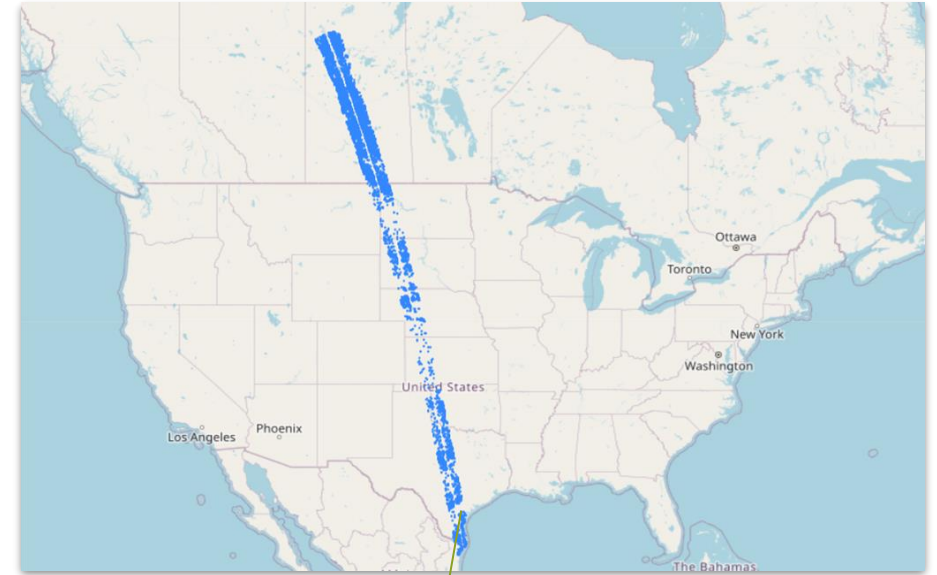 Ottawa
Toronto
New York
Washington
United States
Phoenix
Los Angeles
The Bahamas